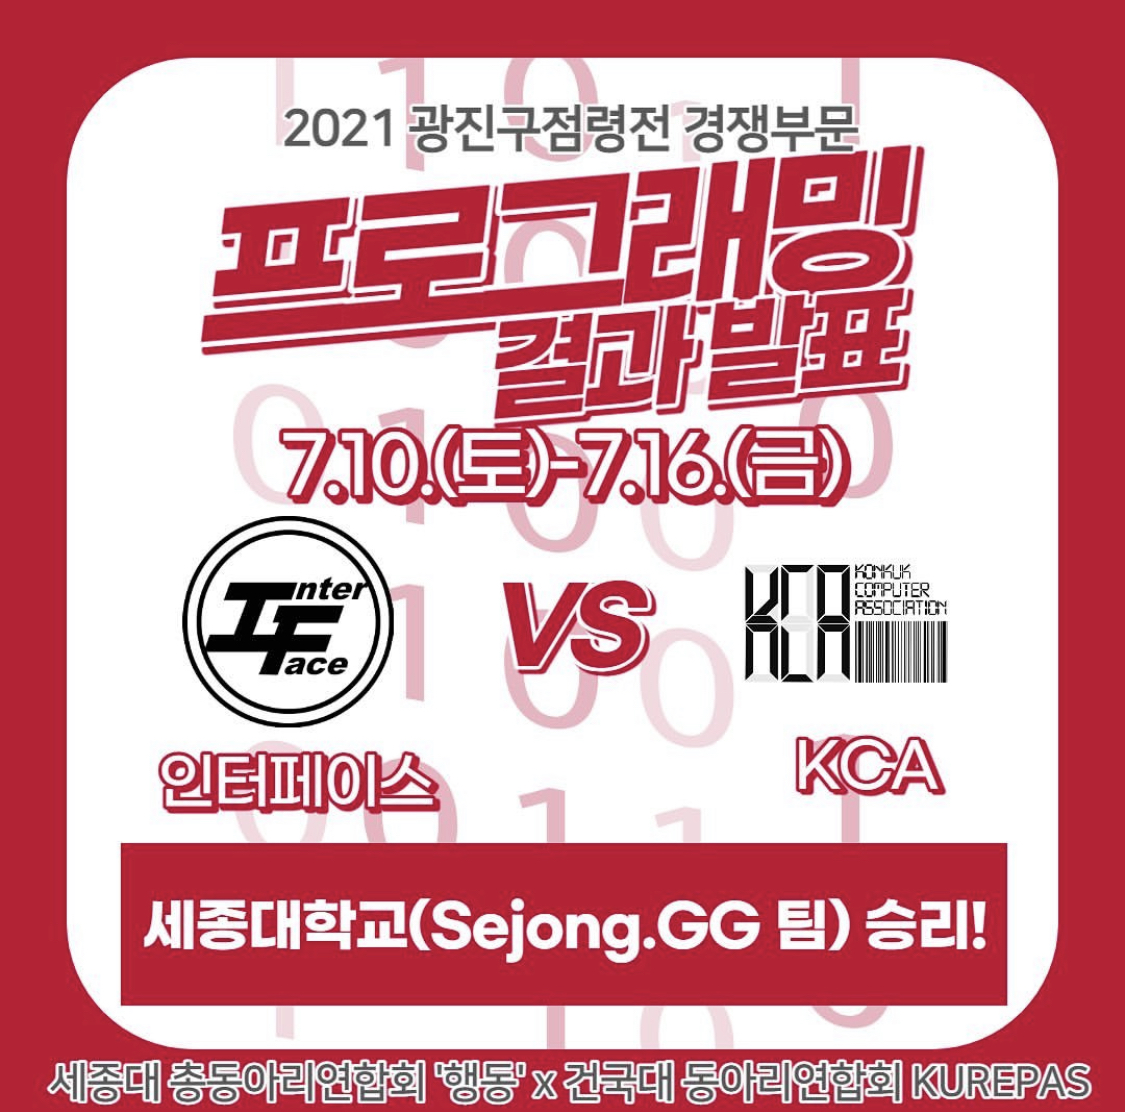 2021 광진구점령전 경쟁부문
프로그래밍
결과발표
7.10.(토)-7.16.(금)
Inter
Face
VS
KCA
KONKUK
COMPUTER
ASSOCIATION
인터페이스
KCA
세종대학교(Sejong.GG 팀) 승리!
세종대 총동아리연합회 '행동' x 건국대 동아리연합회 KUREPAS